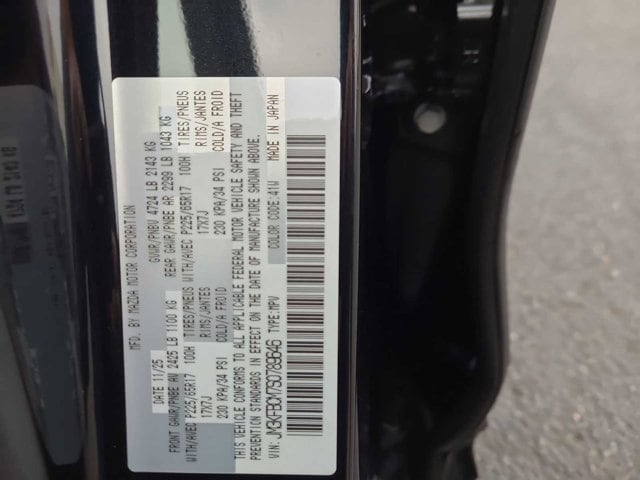 MFD. BY MAZDA MOTOR CORPORATION
DATE 11/25 GVWR/PNBV 4724 LB 2143 KG
FRONT GAWR/PNBE AV 2425 LB 1100 KG REAR GAWR/PNBE AR 2299 LB 1043 KG
WITH/AVEC P225/65R17 100H TIRES/PNEUS WITH/AVEC P225/65R17 100H TIRES/PNEUS
17X7J RIMS/JANTES 17X7J RIMS/JANTES
230 KPA/34 PSI COLD/A FROID 230 KPA/34 PSI COLD/A FROID
THIS VEHICLE CONFORMS TO ALL APPLICABLE FEDERAL MOTOR VEHICLE SAFETY AND THEFT
PREVENTION STANDARDS IN EFFECT ON THE DATE OF MANUFACTURE SHOWN ABOVE.
COLOR CODE: 41W MADE IN JAPAN
VIN: JM3KFBCM7S0789646 TYPE: MPV